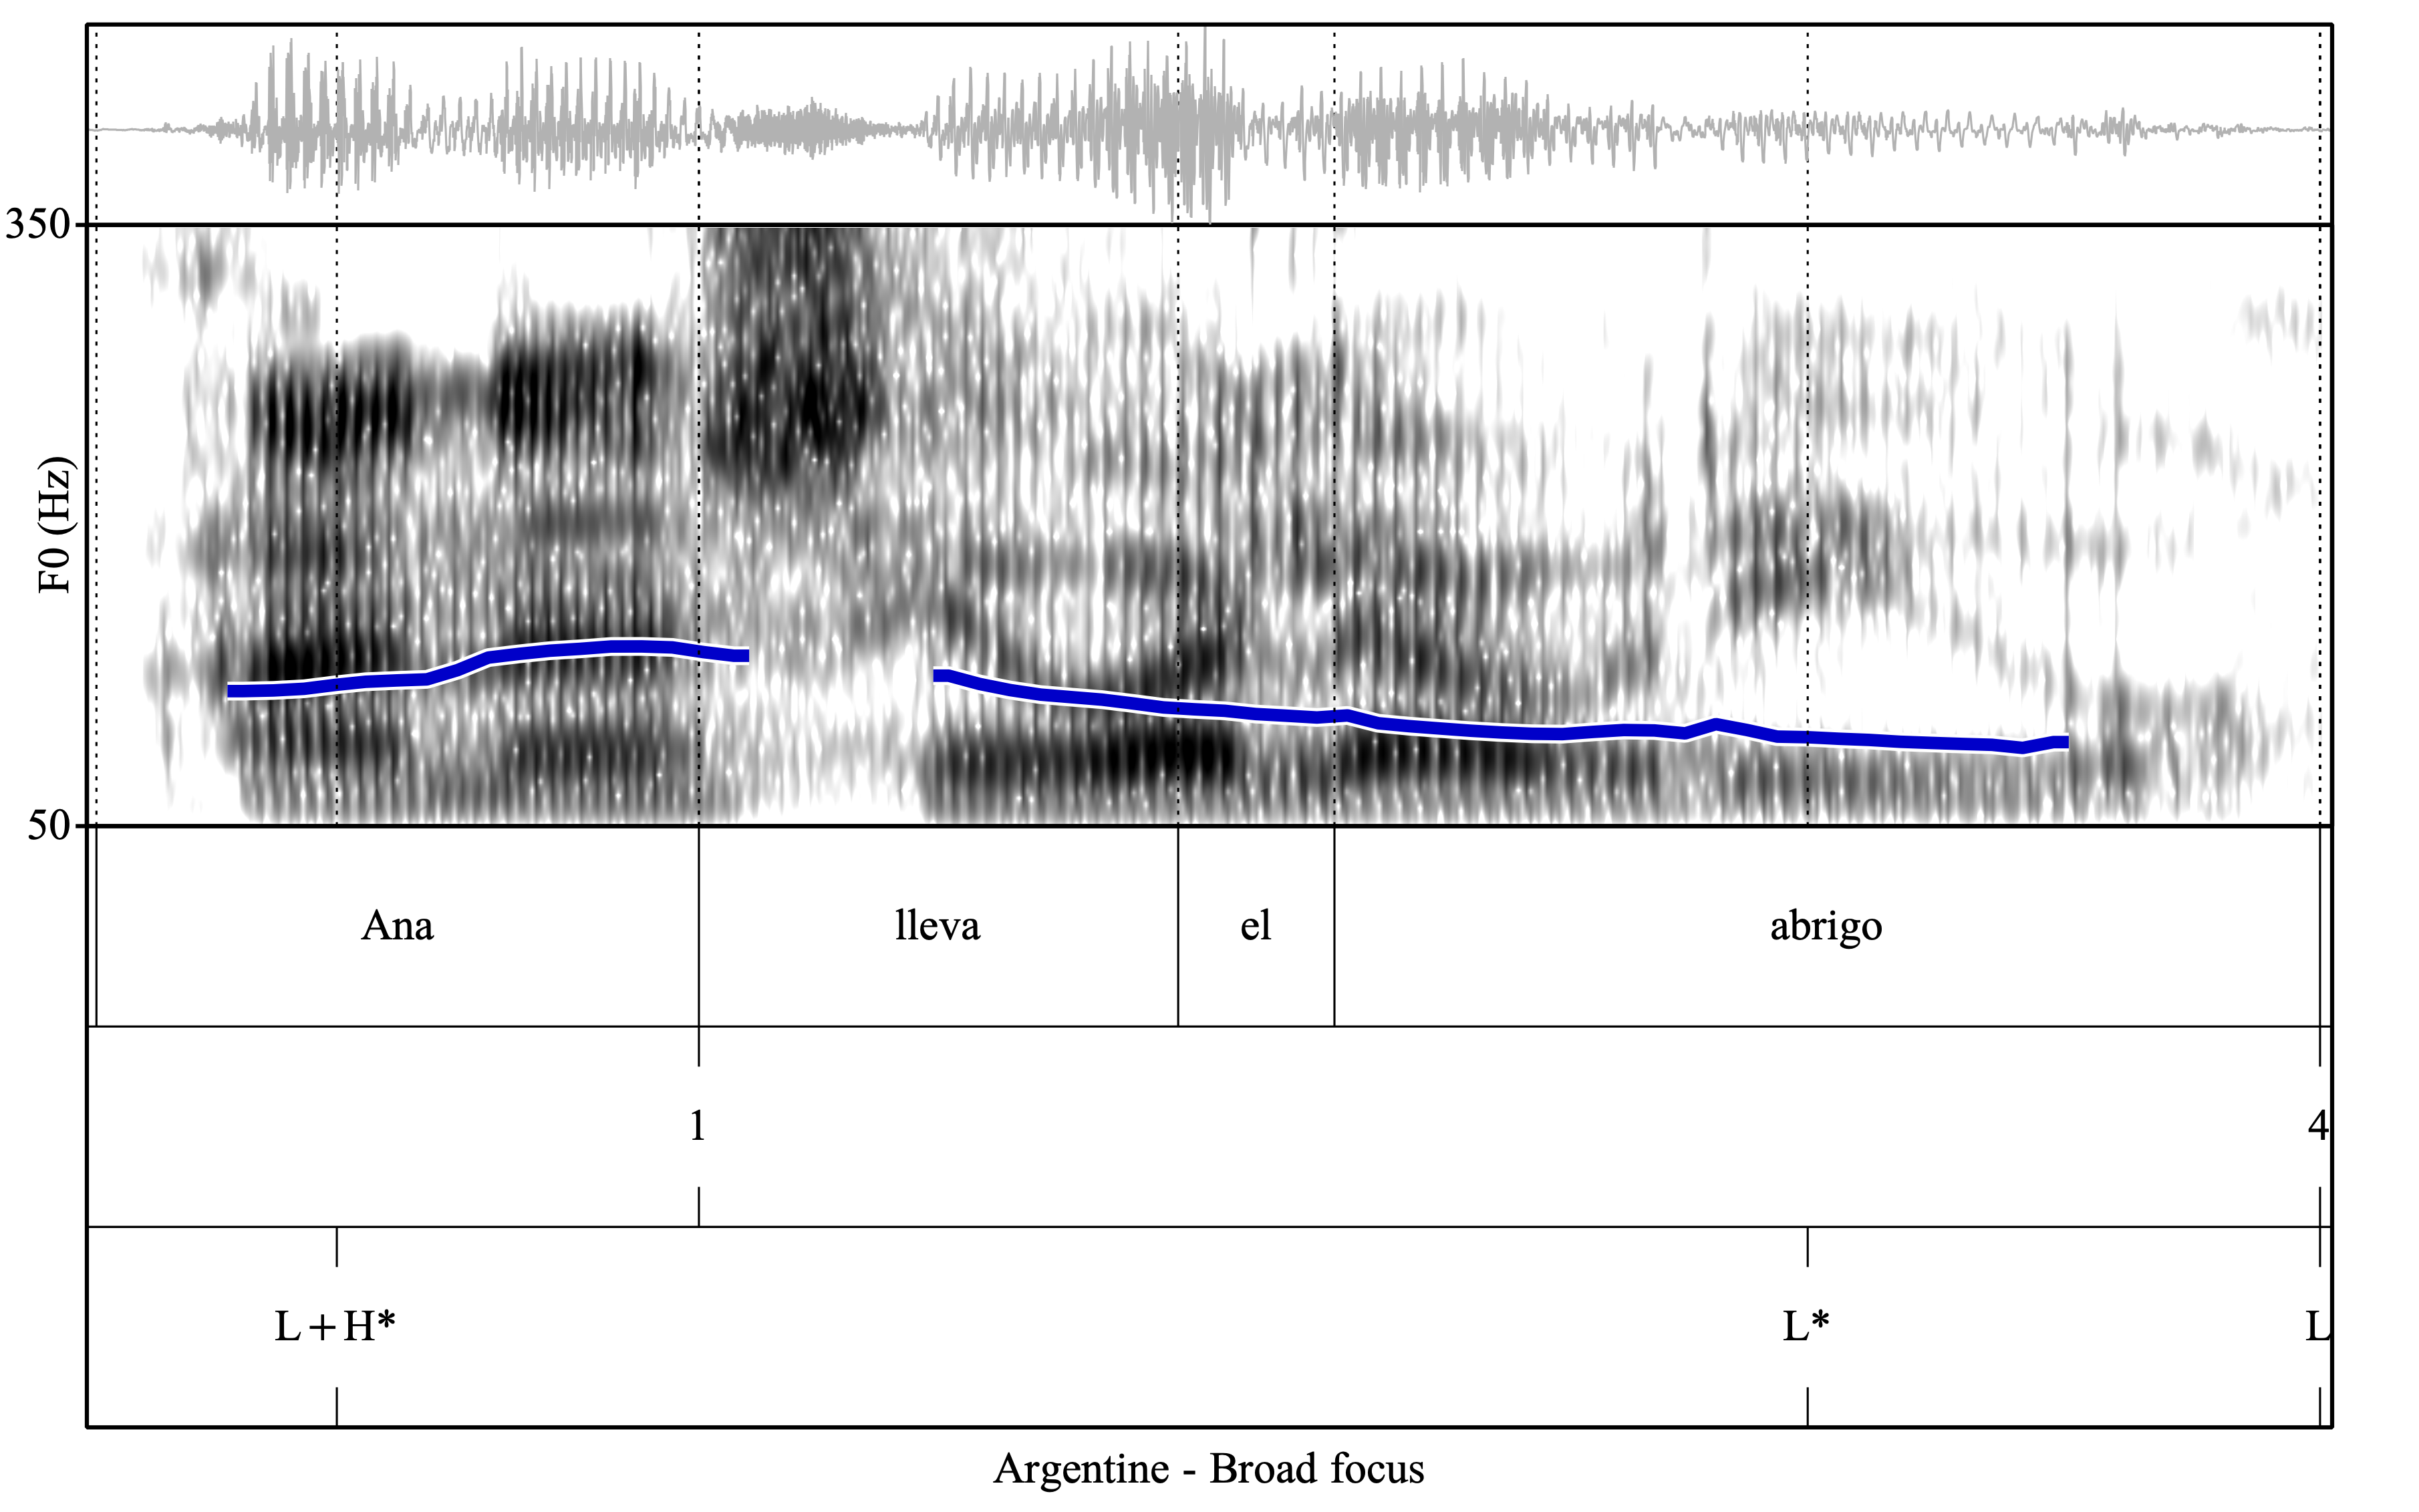 350
F0 (Hz)
50
Ana lleva el abrigo
1 4
L+H* L* L
Argentine - Broad focus